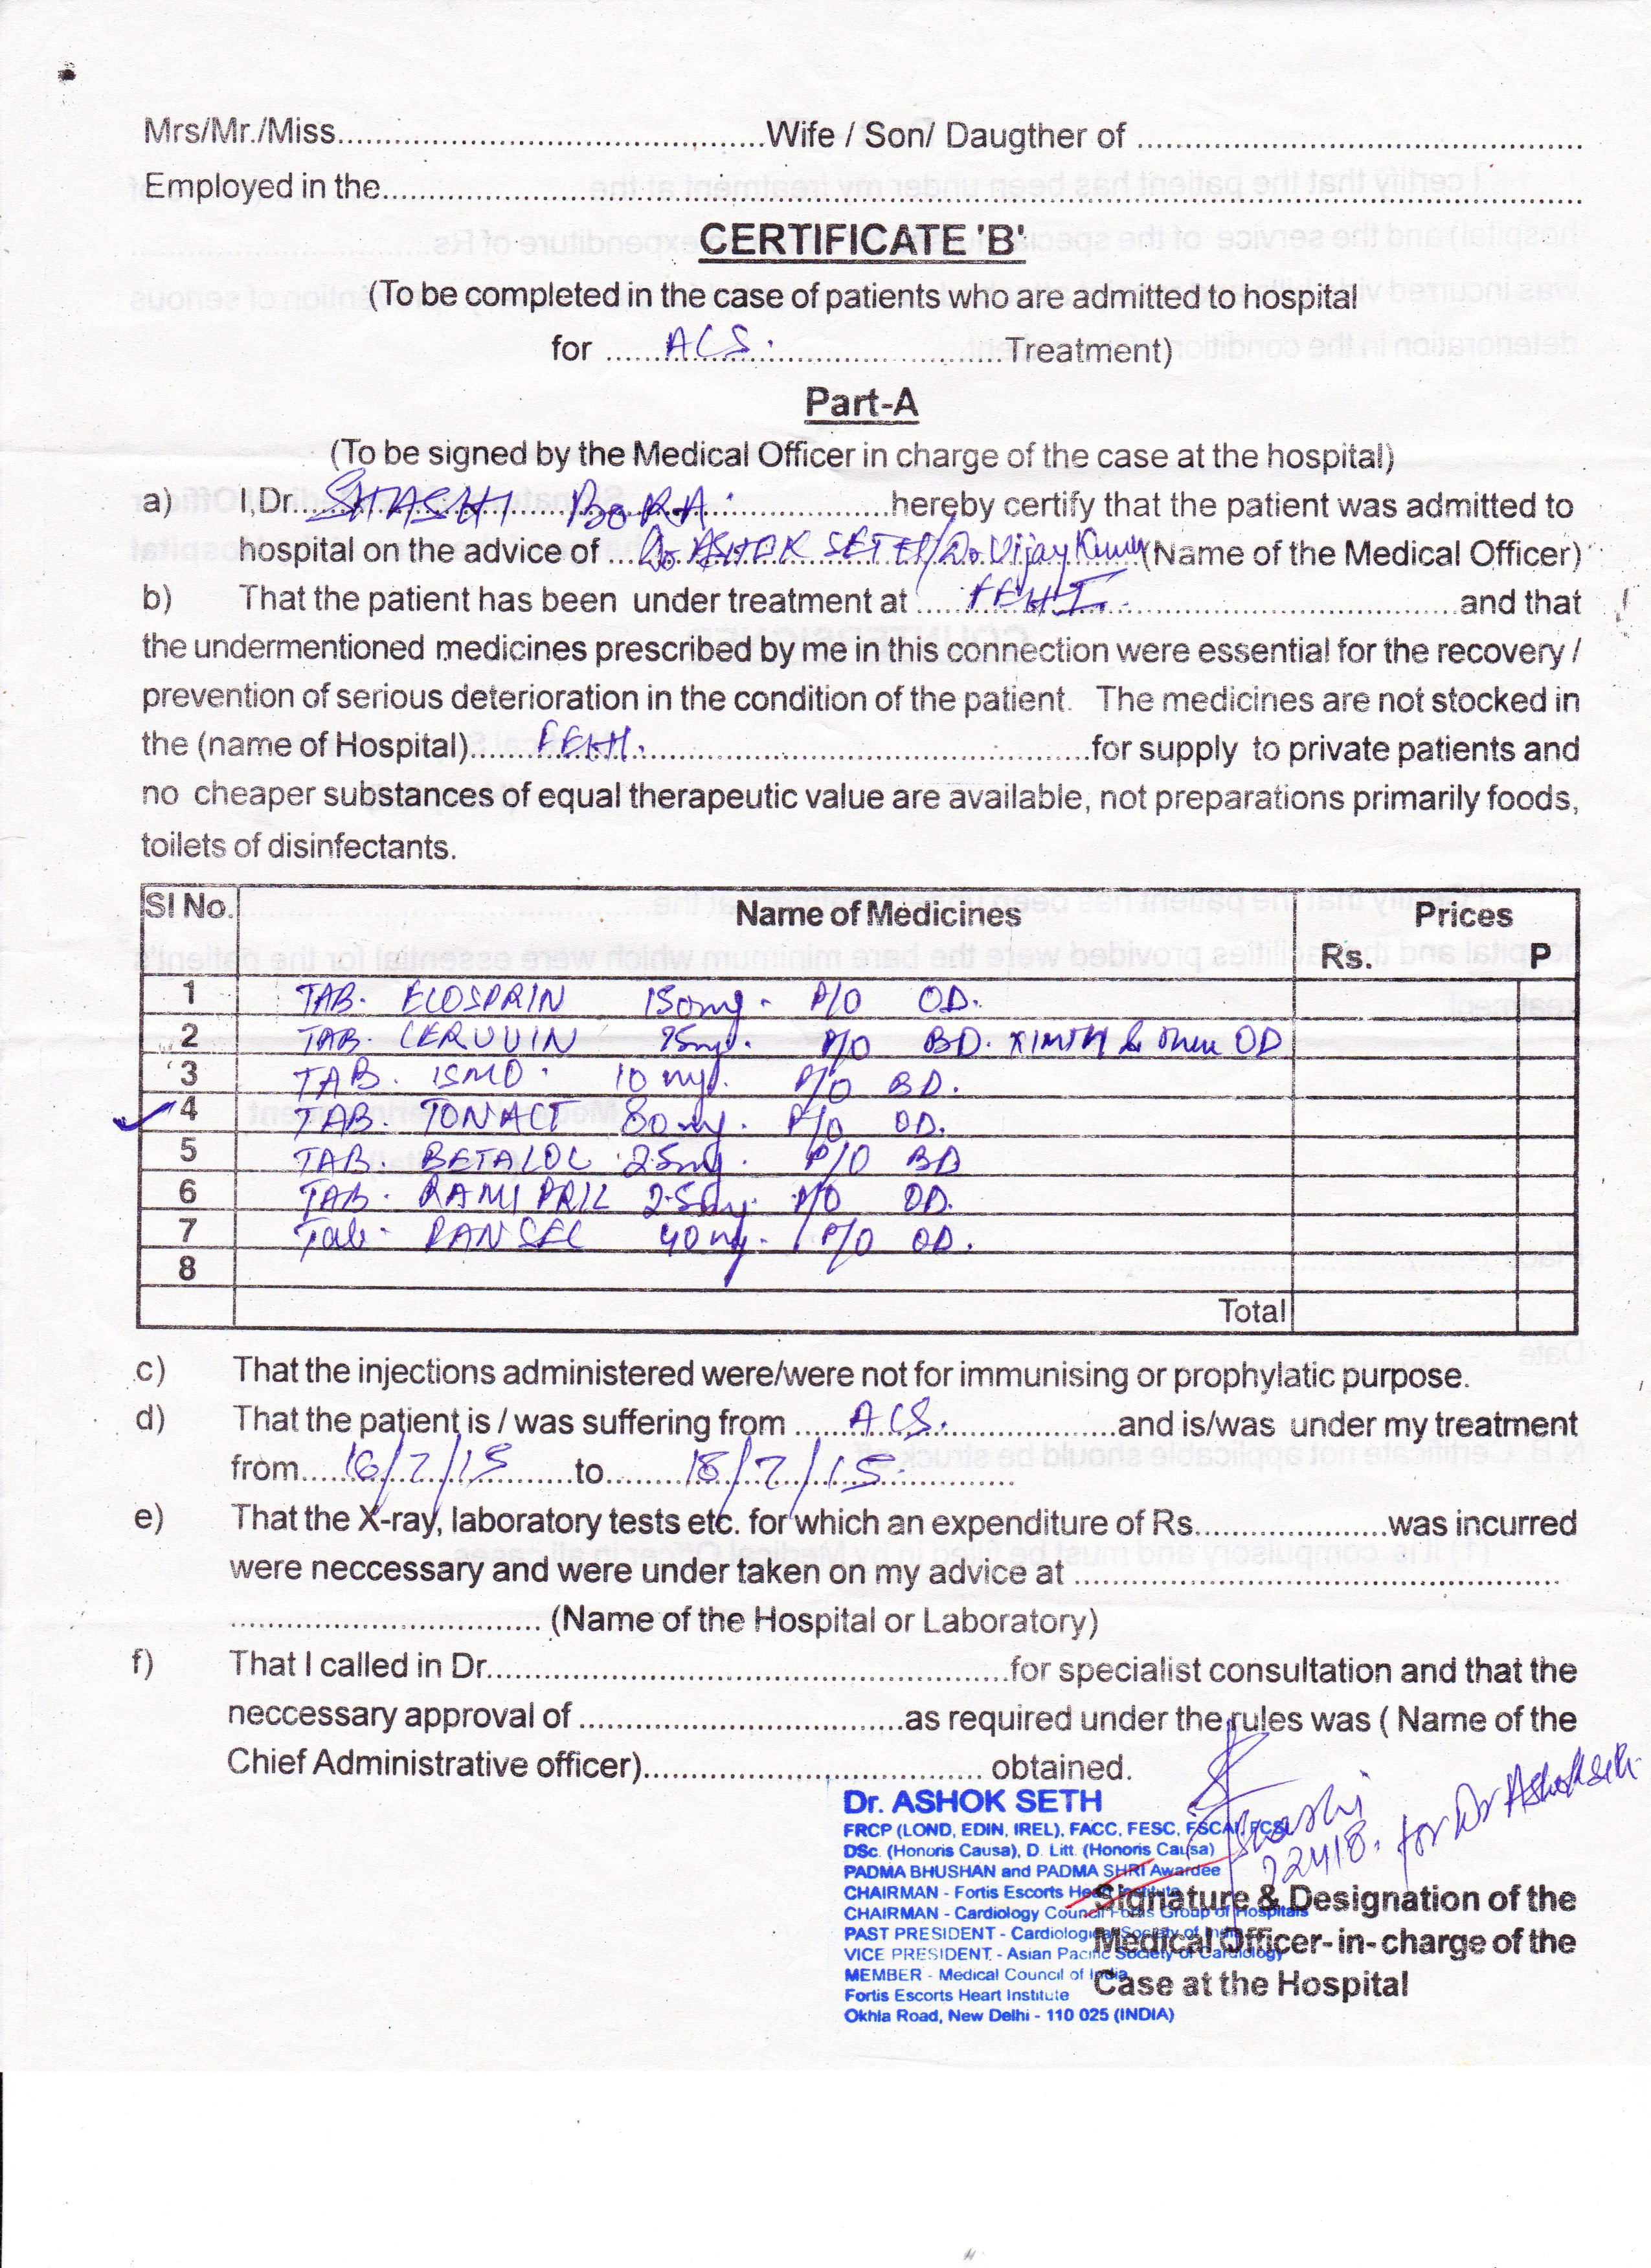 Mrs/Mr./Miss..........................................Wife / Son/ Daugther of ............................................
Employed in the........................................................................................................................
CERTIFICATE 'B'
(To be completed in the case of patients who are admitted to hospital
for ......ACS.......................................Treatment)
Part-A
(To be signed by the Medical Officer in charge of the case at the hospital)
a) I,Dr...SHASHI BORA...................hereby certify that the patient was admitted to
hospital on the advice of ...Dr ASHOK SETH/Dr Vijay Kumar(Name of the Medical Officer)
b) That the patient has been under treatment at .....FEHI.....................................and that
the undermentioned medicines prescribed by me in this connection were essential for the recovery /
prevention of serious deterioration in the condition of the patient. The medicines are not stocked in
the (name of Hospital).......FEHI.............................................for supply to private patients and
no cheaper substances of equal therapeutic value are available, not preparations primarily foods,
toilets of disinfectants.
Sl No. Name of Medicines Prices
Rs. P
1 TAB. ECOSPRIN 150mg. P/O OD.
2 TAB. CERUVIN 75mg. P/O BD. X1MTH & then OD
3 TAB. ISMO. 10mg. P/O BD.
4 TAB. TONACT 80mg. P/O OD.
5 TAB. BETALOC 25mg. P/O BD
6 TAB. RAMIPRIL 2.5mg. P/O OD.
7 Tab. PANSEC 40mg. P/O OD.
8
Total
c) That the injections administered were/were not for immunising or prophylatic purpose.
d) That the patient is / was suffering from ......ACS....................and is/was under my treatment
from....16/7/15.........to........18/7/15...............
e) That the X-ray, laboratory tests etc. for which an expenditure of Rs.....................was incurred
were neccessary and were under taken on my advice at .......................................................
................................... (Name of the Hospital or Laboratory)
f) That I called in Dr.........................................................for specialist consultation and that the
neccessary approval of ...................................as required under the rules was ( Name of the
Chief Administrative officer)..................................... obtained.
Dr. ASHOK SETH
FRCP (LOND, EDIN, IREL), FACC, FESC, FSCAI, FCSI
DSc. (Honoris Causa), D. Litt. (Honoris Causa)
PADMA BHUSHAN and PADMA SHRI Awardee
CHAIRMAN - Fortis Escorts Heart Institute
CHAIRMAN - Cardiology Council Fortis Group of Hospitals
PAST PRESIDENT - Cardiological Society of India
VICE PRESIDENT - Asian Pacific Society of Cardiology
MEMBER - Medical Council of India
Fortis Escorts Heart Institute
Okhla Road, New Delhi - 110 025 (INDIA)
Shashi
22418. for Dr Ashok Seth
Signature & Designation of the
Medical Officer- in- charge of the
Case at the Hospital